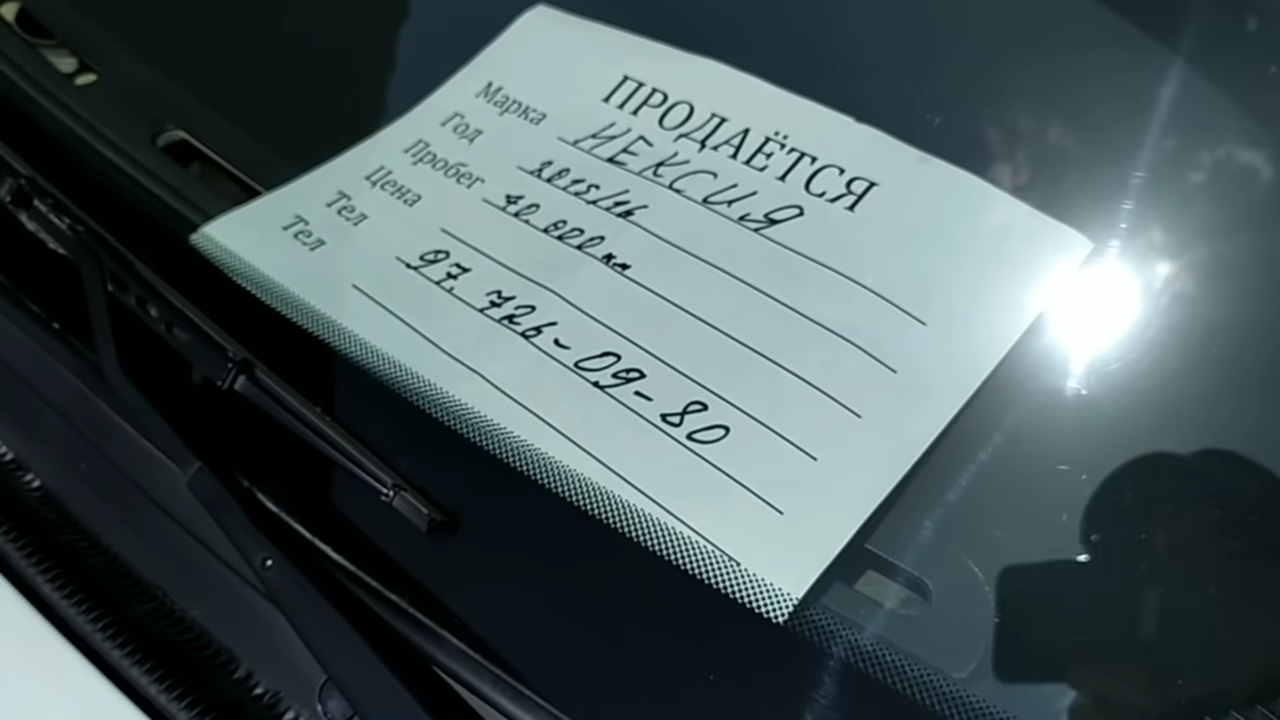 ПРОДАЁТСЯ
Марка НЕКСИЯ
Год 2015/16
Пробег 70.000 км
Цена
Тел 97. 726-09-80
Тел